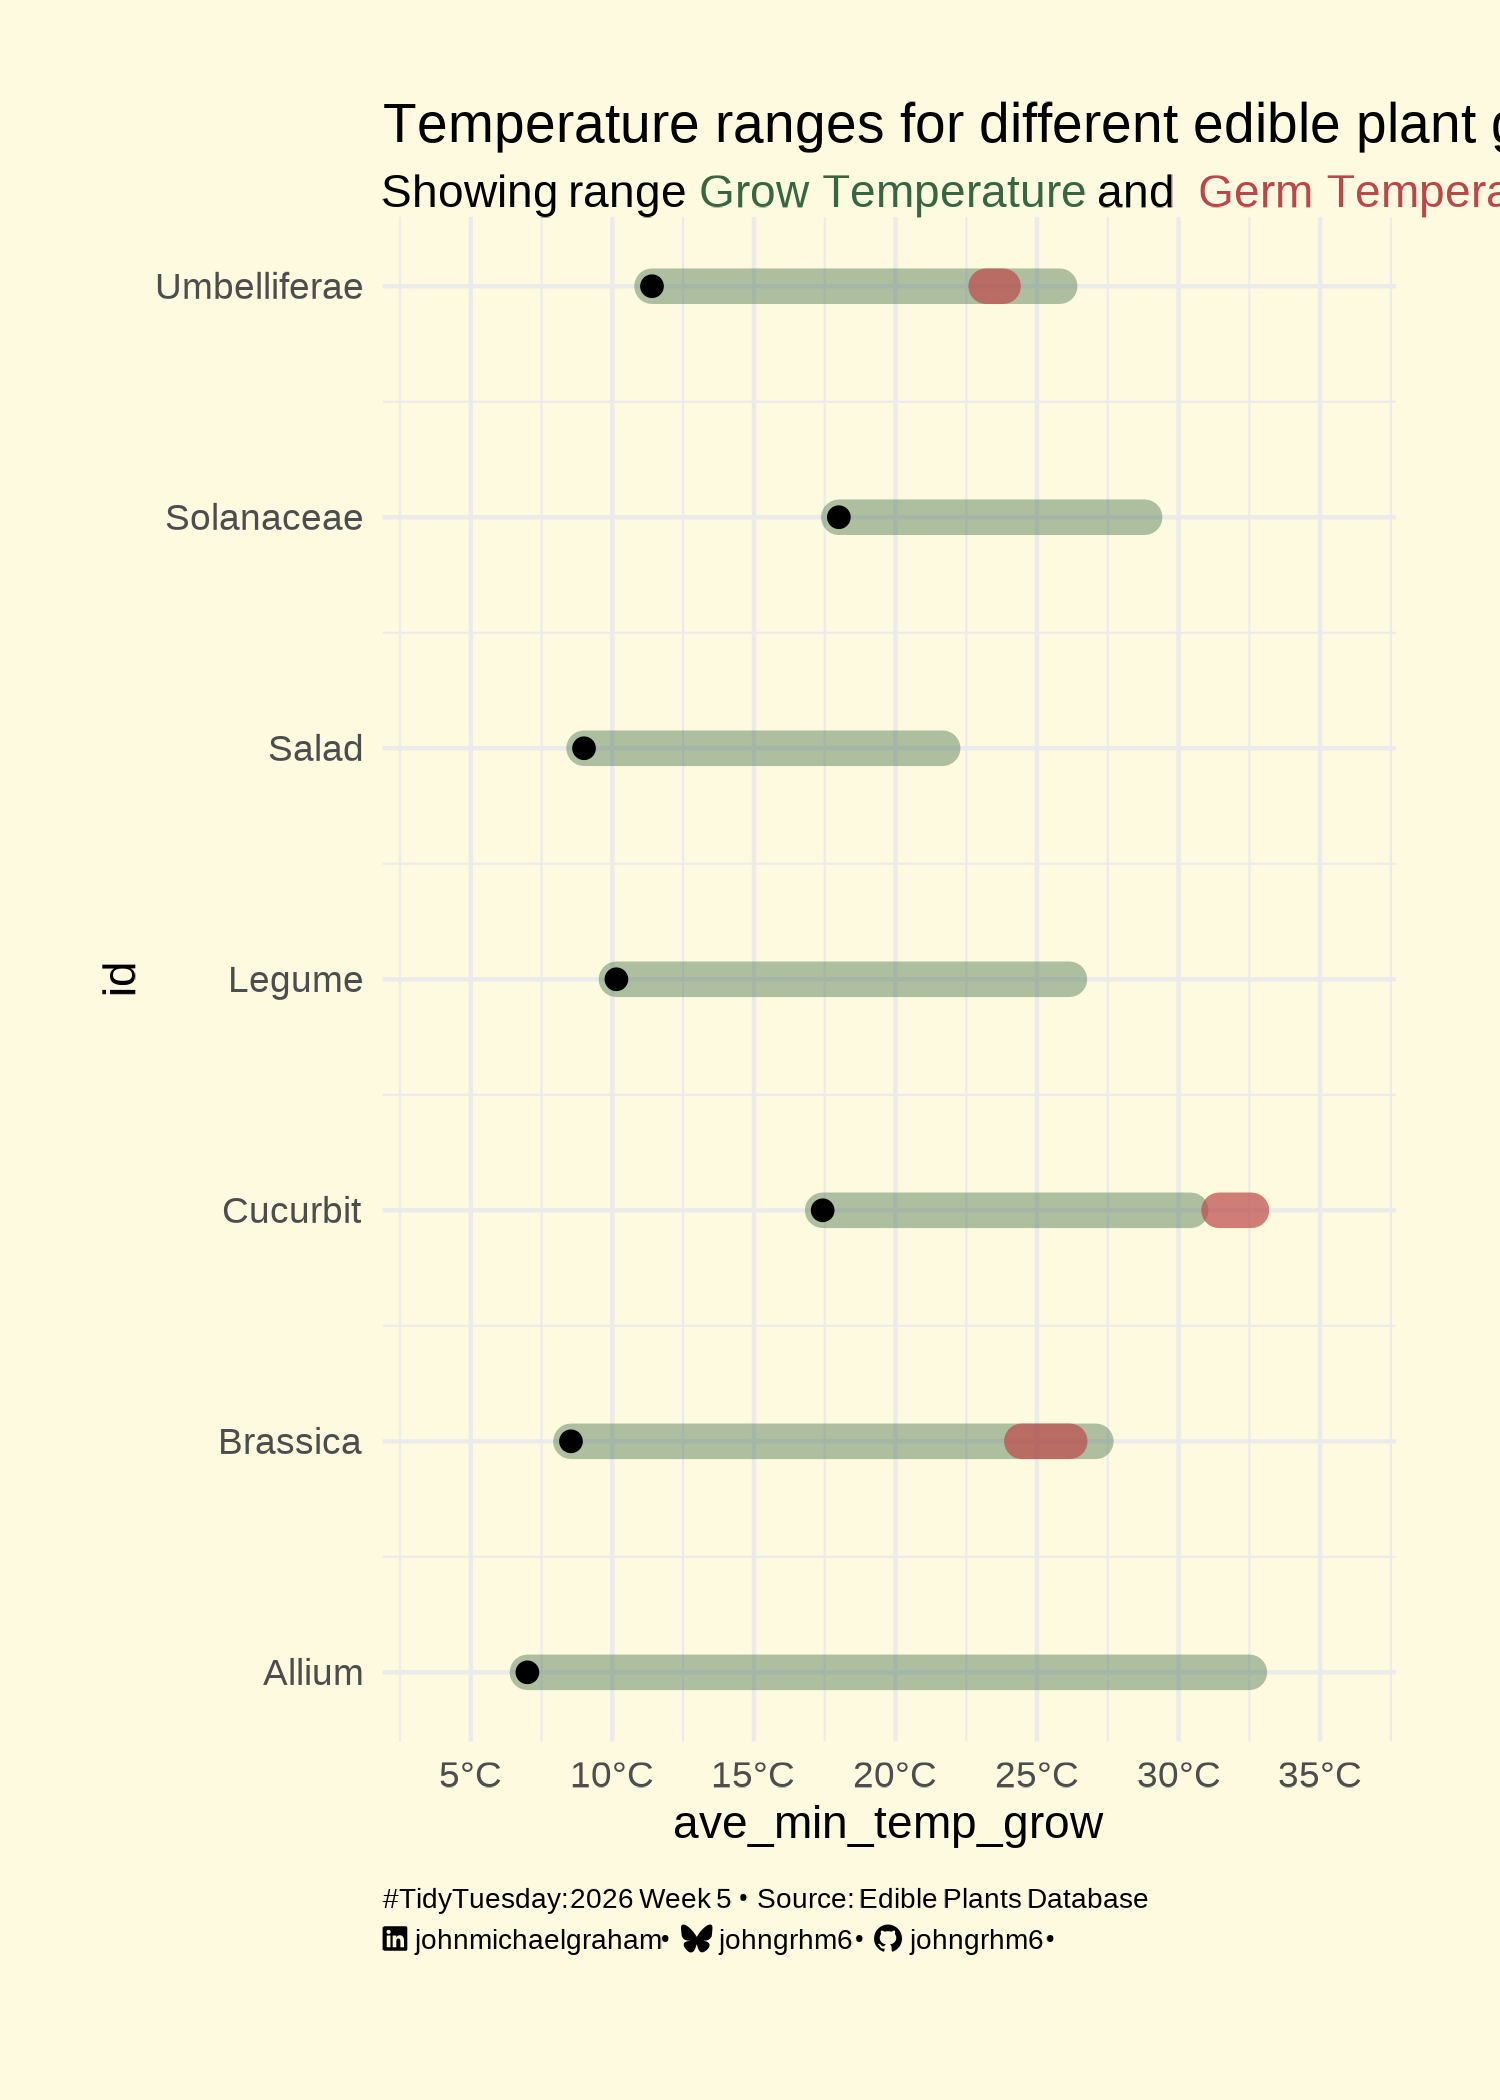 Temperature ranges for different edible plant
Showing range Grow Temperature and Germ
Umbelliferae
Solanaceae
Salad
Legume
id
Cucurbit
Brassica
Allium
5°C 10°C 15°C 20°C 25°C 30°C 35°C
ave_min_temp_grow
#TidyTuesday:2026 Week 5 • Source: Edible Plants Database
johnmichaelgraham• johngrhm6• johngrhm6•